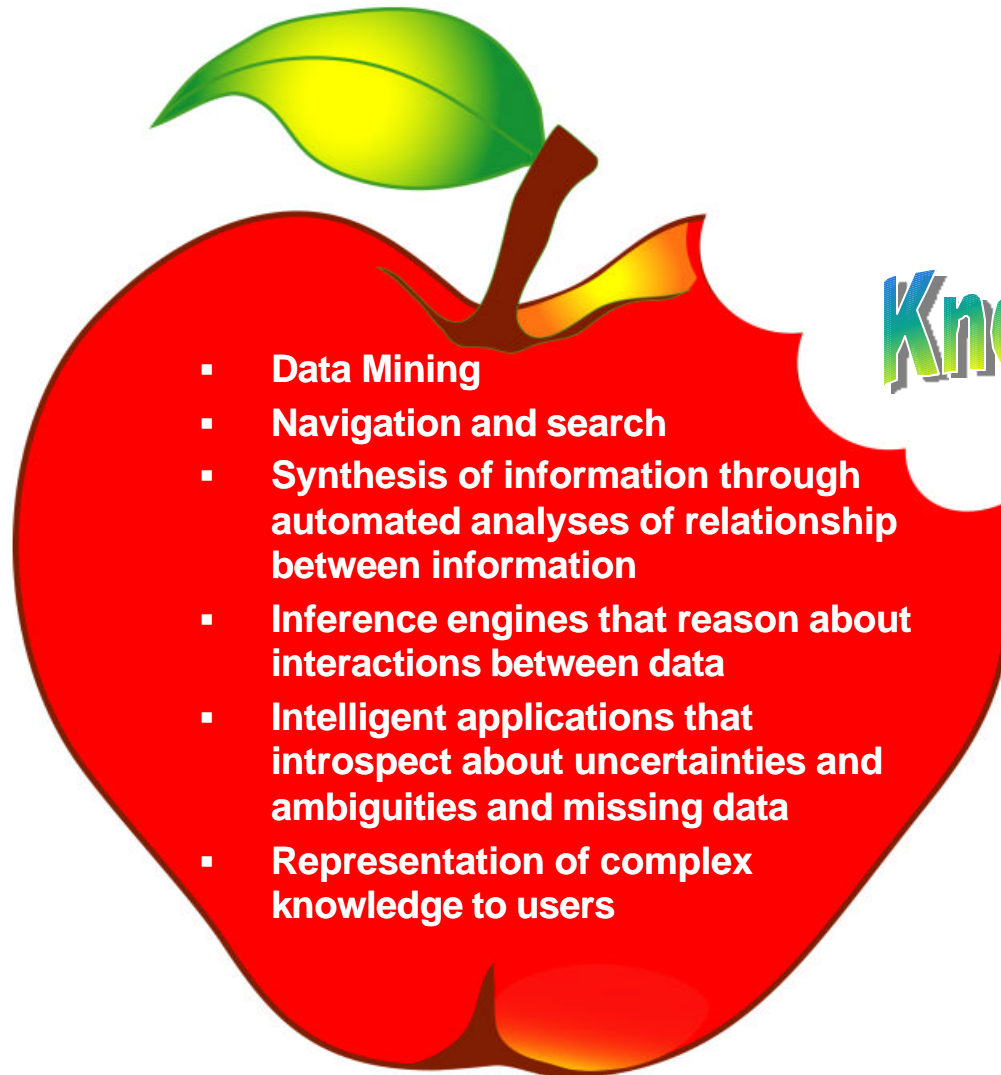 Kno
▪ Data Mining
▪ Navigation and search
▪ Synthesis of information through
automated analyses of relationship
between information
▪ Inference engines that reason about
interactions between data
▪ Intelligent applications that
introspect about uncertainties and
ambiguities and missing data
▪ Representation of complex
knowledge to users